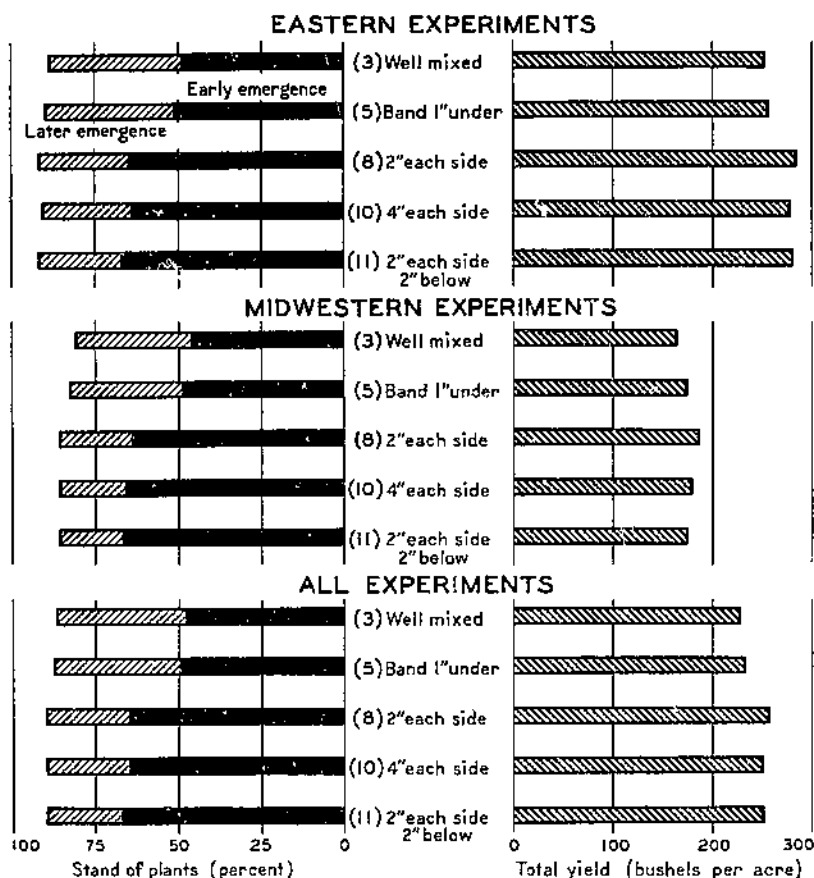 EASTERN EXPERIMENTS
(3) Well mixed
Early emergence
(5) Band 1" under
Later emergence
(8) 2" each side
(10) 4" each side
(11) 2" each side
2" below
MIDWESTERN EXPERIMENTS
(3) Well mixed
(5) Band 1" under
(8) 2" each side
(10) 4" each side
(11) 2" each side
2" below
ALL EXPERIMENTS
(3) Well mixed
(5) Band 1" under
(8) 2" each side
(10) 4" each side
(11) 2" each side
2" below
100 75 50 25 0 0 100 200 300
Stand of plants (percent) Total yield (bushels per acre)